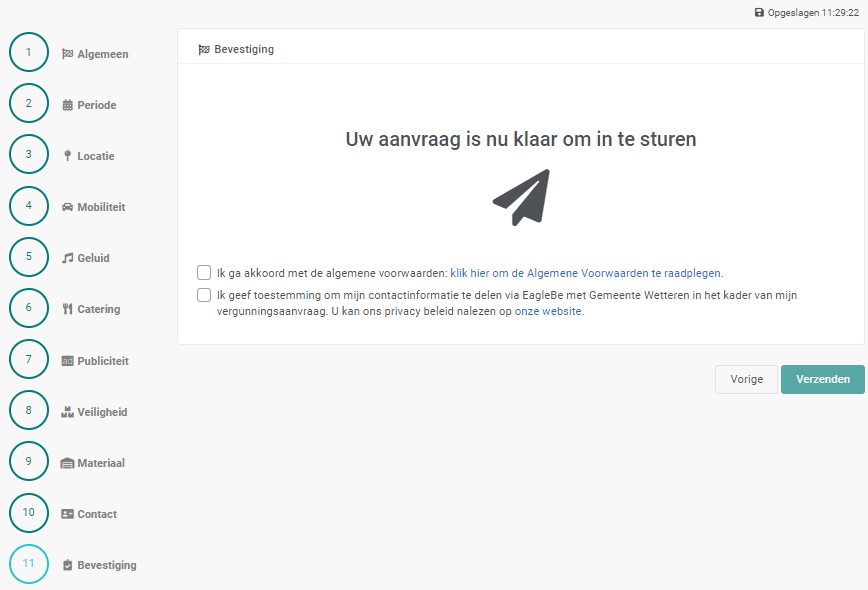 Opgeslagen 11:29:22
1 Algemeen
2 Periode
3 Locatie
4 Mobiliteit
5 Geluid
6 Catering
7 Publiciteit
8 Veiligheid
9 Materiaal
10 Contact
11 Bevestiging
Bevestiging
Uw aanvraag is nu klaar om in te sturen
Ik ga akkoord met de algemene voorwaarden: klik hier om de Algemene Voorwaarden te raadplegen.
Ik geef toestemming om mijn contactinformatie te delen via EagleBe met Gemeente Wetteren in het kader van mijn
vergunningsaanvraag. U kan ons privacy beleid nalezen op onze website.
Vorige
Verzenden